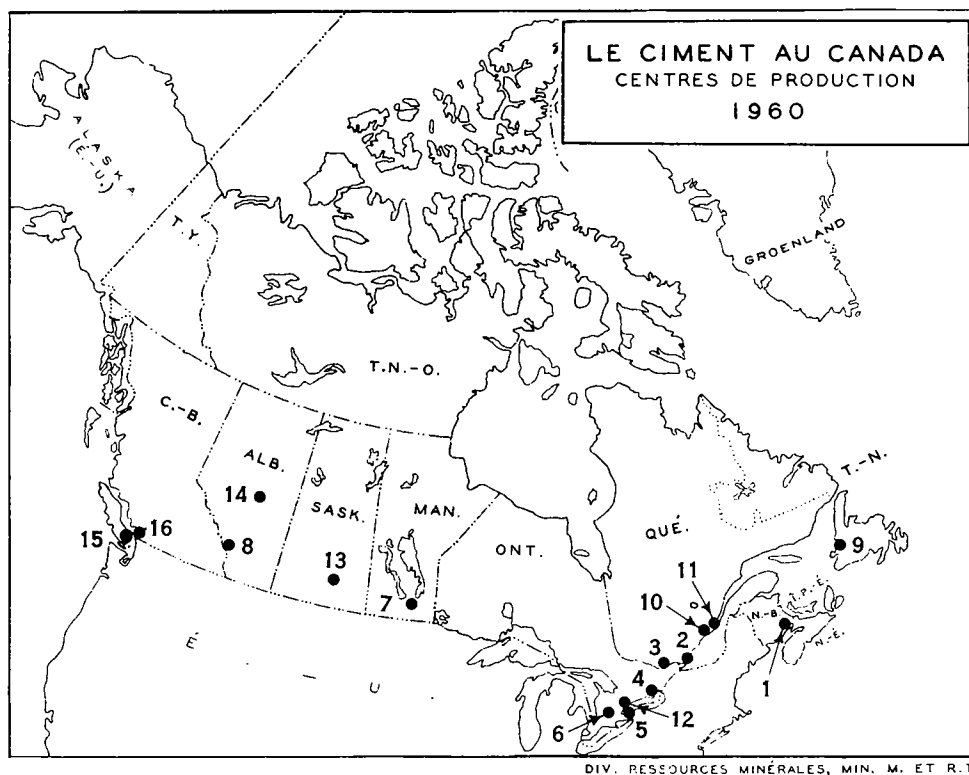 LE CIMENT AU CANADA
CENTRES DE PRODUCTION
1960
ALASKA
(É.-U.)
T.Y.
GROENLAND
T.N.-O.
C.-B.
ALB.
14
SASK.
MAN.
ONT.
QUÉ.
T.-N.
15
16
8
13
7
9
11
10
N.-B.
I.P.-É.
N.-É.
3
2
1
4
12
6
5
É.-U.
DIV. RESSOURCES MINÉRALES, MIN. M. ET R.T